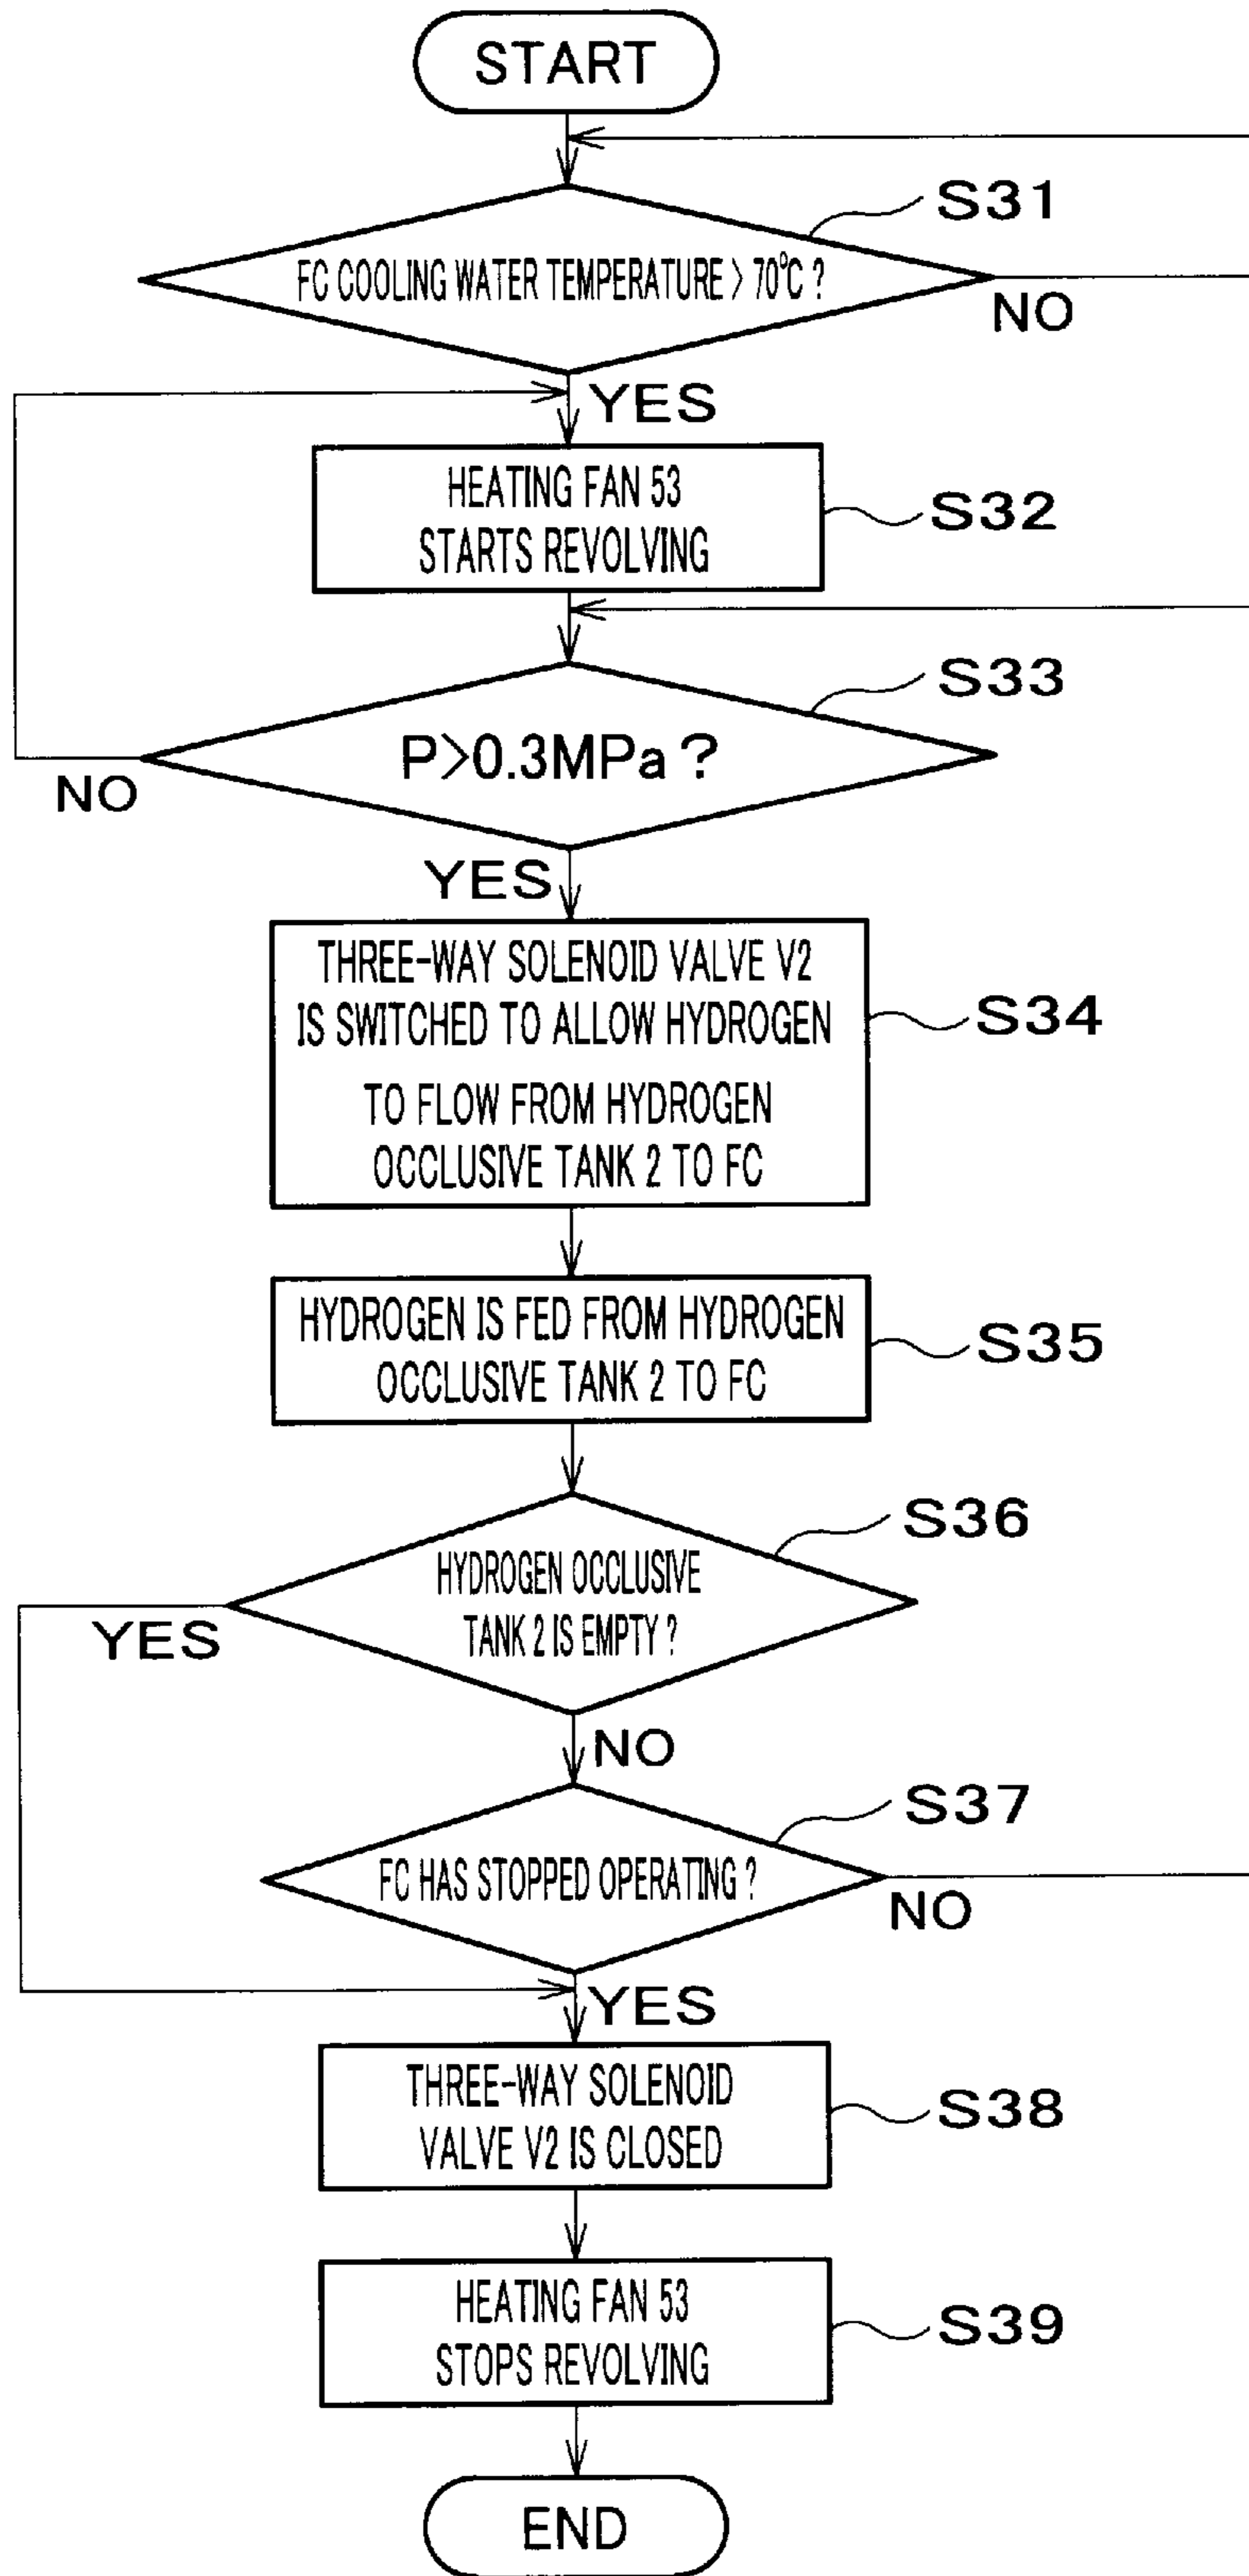 START
S31
FC COOLING WATER TEMPERATURE > 70°C ?
NO
YES
HEATING FAN 53
STARTS REVOLVING
S32
S33
P>0.3MPa ?
NO
YES
THREE-WAY SOLENOID VALVE V2
IS SWITCHED TO ALLOW HYDROGEN
TO FLOW FROM HYDROGEN
OCCLUSIVE TANK 2 TO FC
S34
HYDROGEN IS FED FROM HYDROGEN
OCCLUSIVE TANK 2 TO FC
S35
S36
HYDROGEN OCCLUSIVE
TANK 2 IS EMPTY ?
YES
NO
S37
FC HAS STOPPED OPERATING ?
NO
YES
THREE-WAY SOLENOID
VALVE V2 IS CLOSED
S38
HEATING FAN 53
STOPS REVOLVING
S39
END